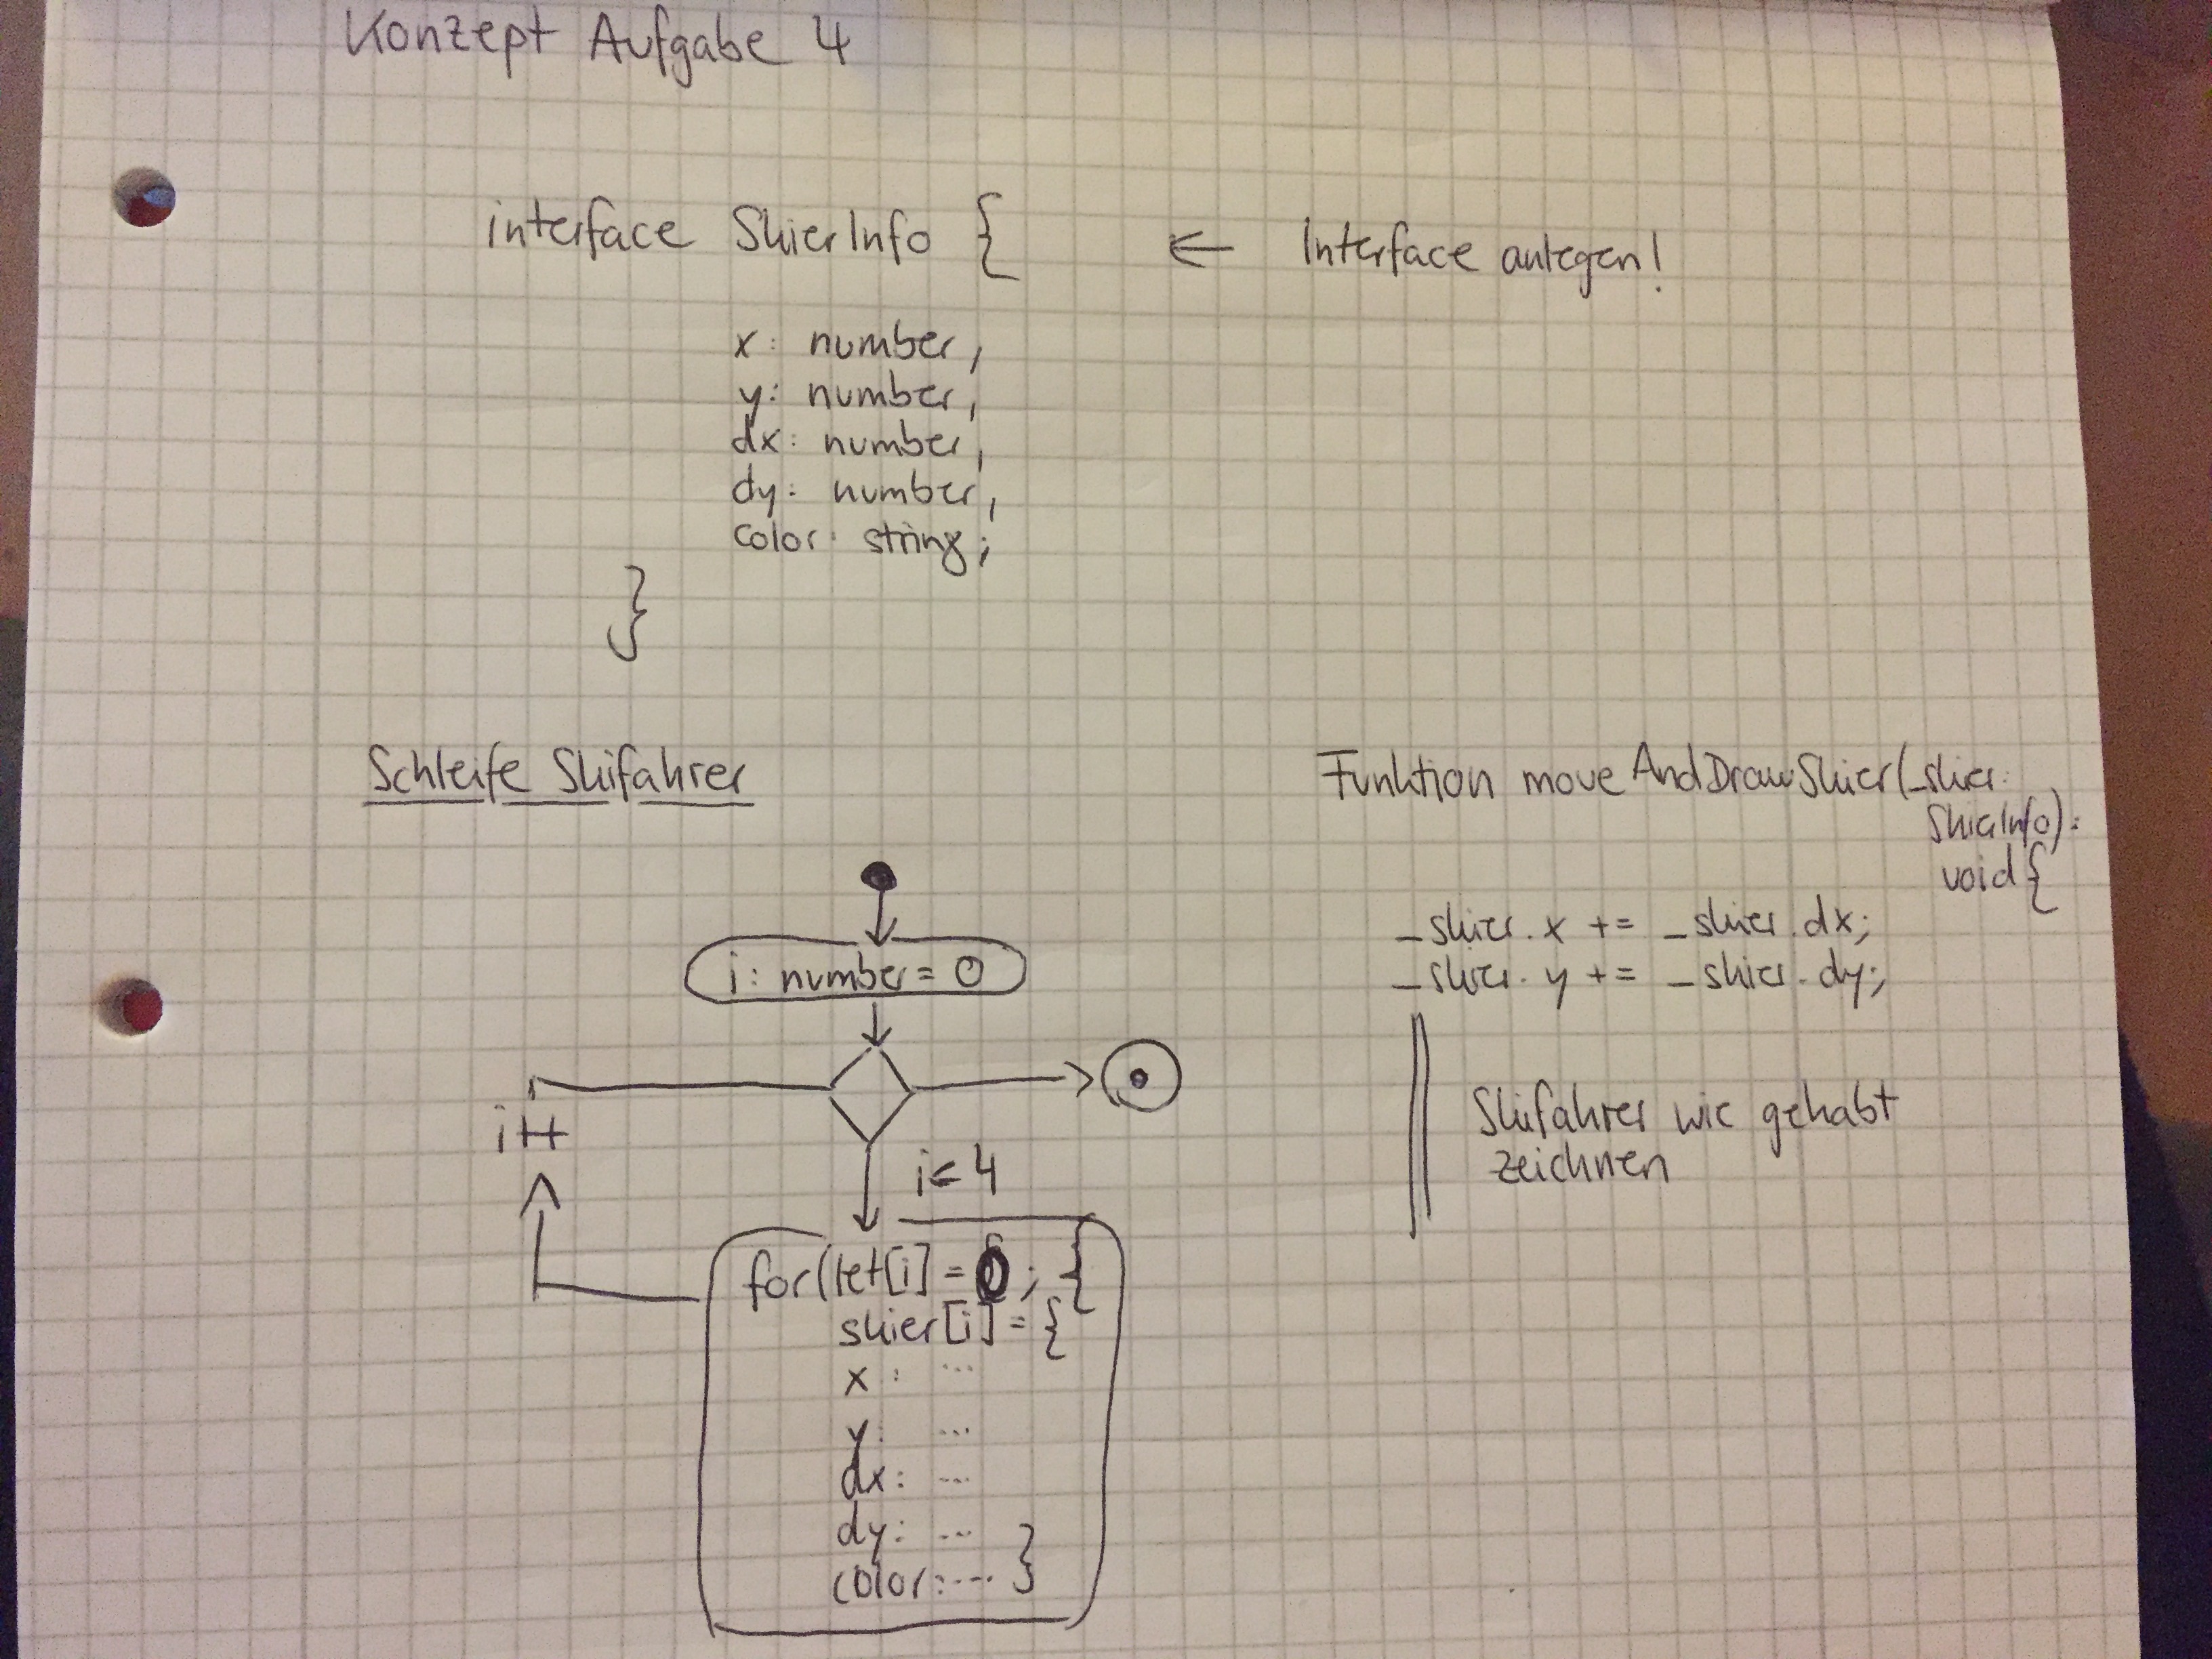 Konzept Aufgabe 4
interface SkierInfo { ← Interface anlegen!
x: number,
y: number,
dx: number,
dy: number,
color: string;
}
Schleife Skifahrer
i: number = 0
i++
i < 4
for(let[i] = 0; {
skier[i] = {
x: ...
y: ...
dx: ...
dy: ...
color: ... }
Funktion moveAndDrawSkier(_skier:
SkierInfo):
void {
_skier.x += _skier.dx;
_skier.y += _skier.dy;
Skifahrer wie gehabt
zeichnen